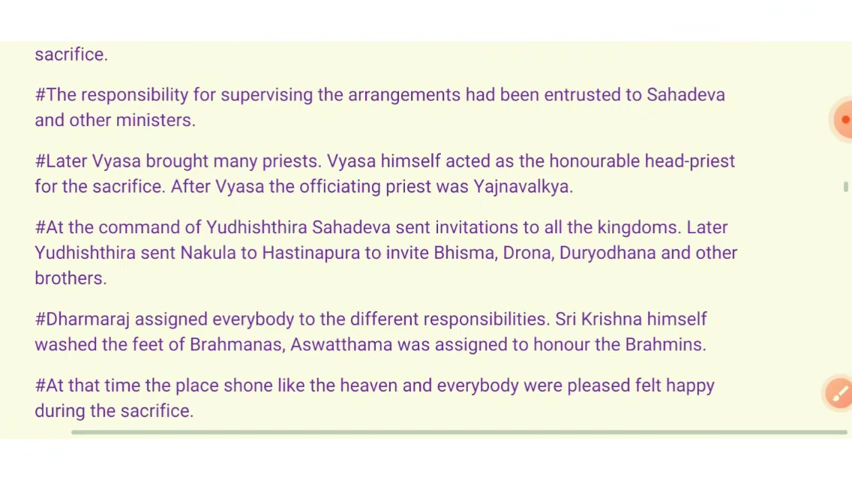 sacrifice.
#The responsibility for supervising the arrangements had been entrusted to Sahadeva
and other ministers.
#Later Vyasa brought many priests. Vyasa himself acted as the honourable head-priest
for the sacrifice. After Vyasa the officiating priest was Yajnavalkya.
#At the command of Yudhishthira Sahadeva sent invitations to all the kingdoms. Later
Yudhishthira sent Nakula to Hastinapura to invite Bhisma, Drona, Duryodhana and other
brothers.
#Dharmaraj assigned everybody to the different responsibilities. Sri Krishna himself
washed the feet of Brahmanas, Aswatthama was assigned to honour the Brahmins.
#At that time the place shone like the heaven and everybody were pleased felt happy
during the sacrifice.